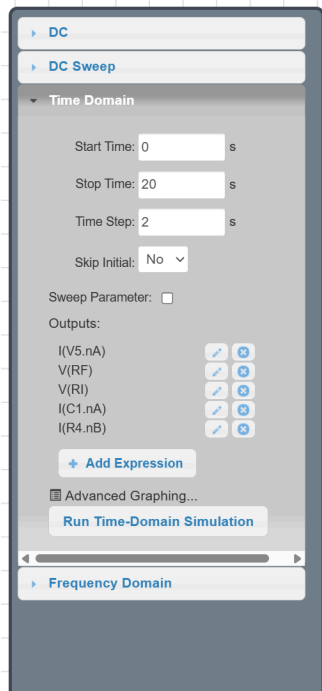 DC
DC Sweep
Time Domain
Start Time: 0 s
Stop Time: 20 s
Time Step: 2 s
Skip Initial: No
Sweep Parameter:
Outputs:
I(V5.nA)
V(RF)
V(RI)
I(C1.nA)
I(R4.nB)
+ Add Expression
Advanced Graphing...
Run Time-Domain Simulation
Frequency Domain